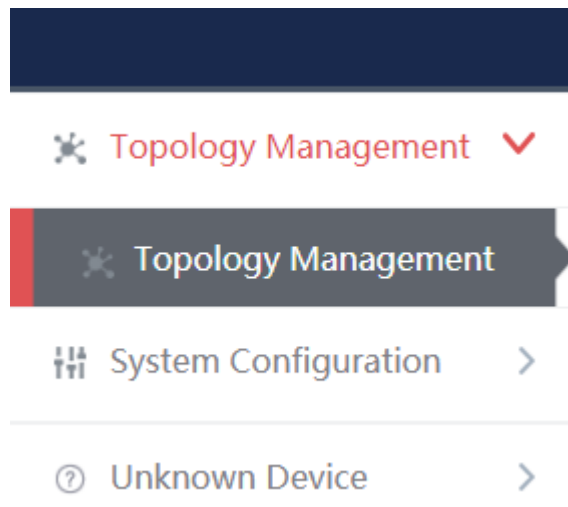 Topology Management
Topology Management
System Configuration
Unknown Device